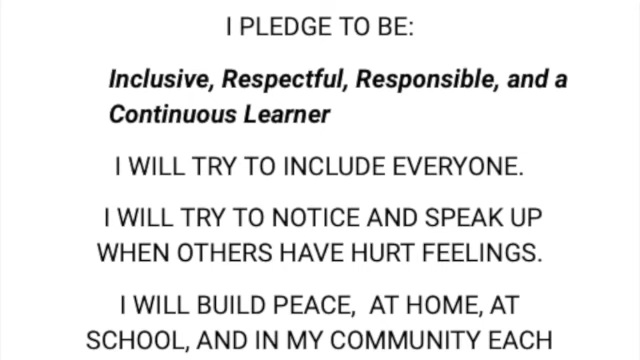 I PLEDGE TO BE:
Inclusive, Respectful, Responsible, and a
Continuous Learner
I WILL TRY TO INCLUDE EVERYONE.
I WILL TRY TO NOTICE AND SPEAK UP
WHEN OTHERS HAVE HURT FEELINGS.
I WILL BUILD PEACE, AT HOME, AT
SCHOOL, AND IN MY COMMUNITY EACH